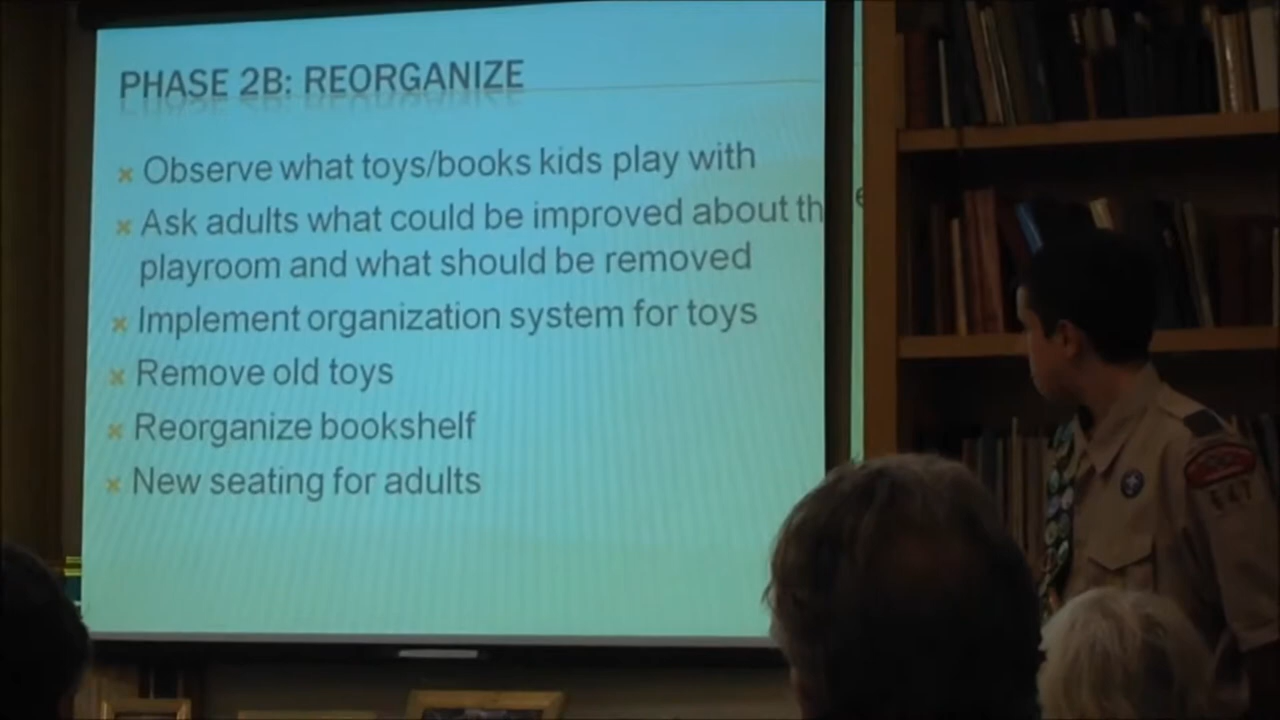 PHASE 2B: REORGANIZE
Observe what toys/books kids play with
Ask adults what could be improved about th e
playroom and what should be removed
Implement organization system for toys
Remove old toys
Reorganize bookshelf
New seating for adults